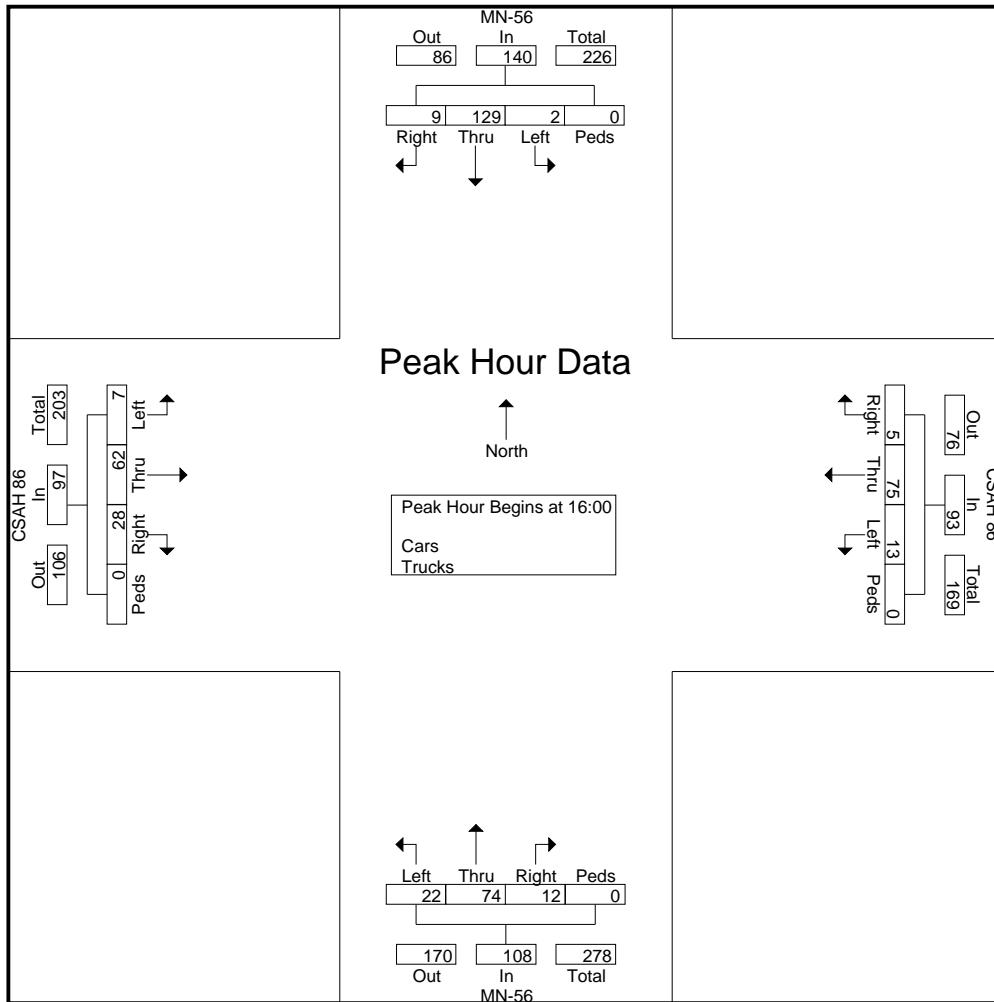 MN-56
Out In Total
86 140 226
9 129 2 0
Right Thru Left Peds
Peak Hour Data
North
Peak Hour Begins at 16:00
Cars
Trucks
CSAH 86
Total In Out
203 97 106
7 62 28 0
Left Thru Right Peds
CSAH 86
Out In Total
76 93 169
5 75 13 0
Right Thru Left Peds
Left Thru Right Peds
22 74 12 0
170 108 278
Out In Total
MN-56